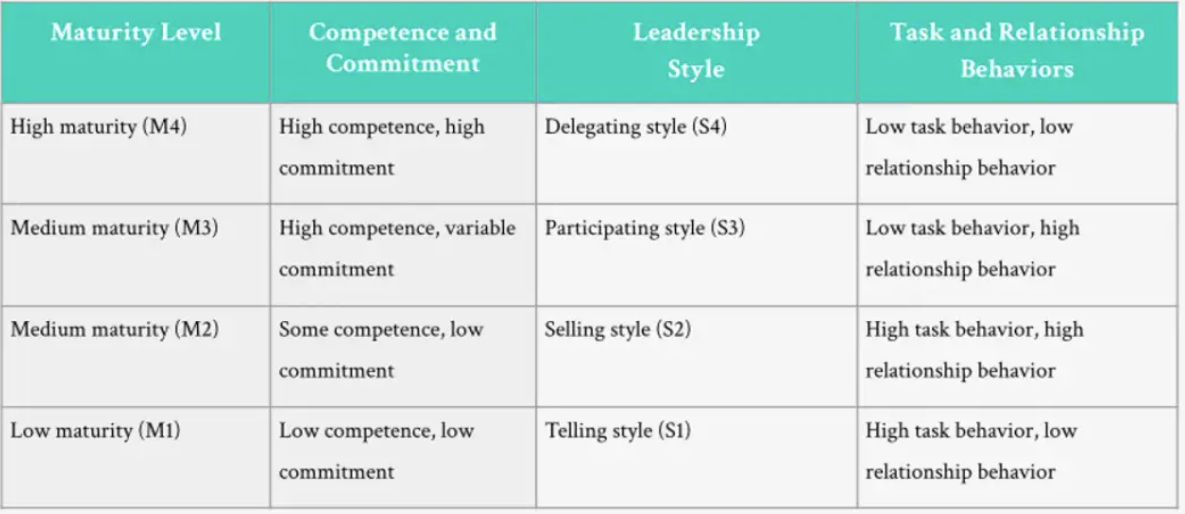 Maturity Level
Competence and
Commitment
Leadership
Style
Task and Relationship
Behaviors
High maturity (M4)
High competence, high
commitment
Delegating style (S4)
Low task behavior, low
relationship behavior
Medium maturity (M3)
High competence, variable
commitment
Participating style (S3)
Low task behavior, high
relationship behavior
Medium maturity (M2)
Some competence, low
commitment
Selling style (S2)
High task behavior, high
relationship behavior
Low maturity (M1)
Low competence, low
commitment
Telling style (S1)
High task behavior, low
relationship behavior